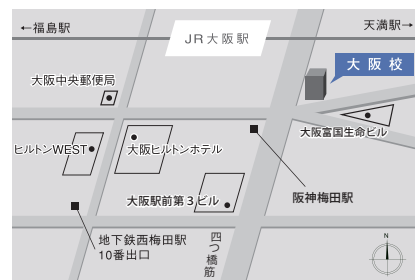 ←福島駅
天満駅→
JR大阪駅
大阪校
大阪中央郵便局
大阪富国生命ビル
ヒルトンWEST
大阪ヒルトンホテル
大阪駅前第3ビル
阪神梅田駅
地下鉄西梅田駅
10番出口
四つ橋筋
N